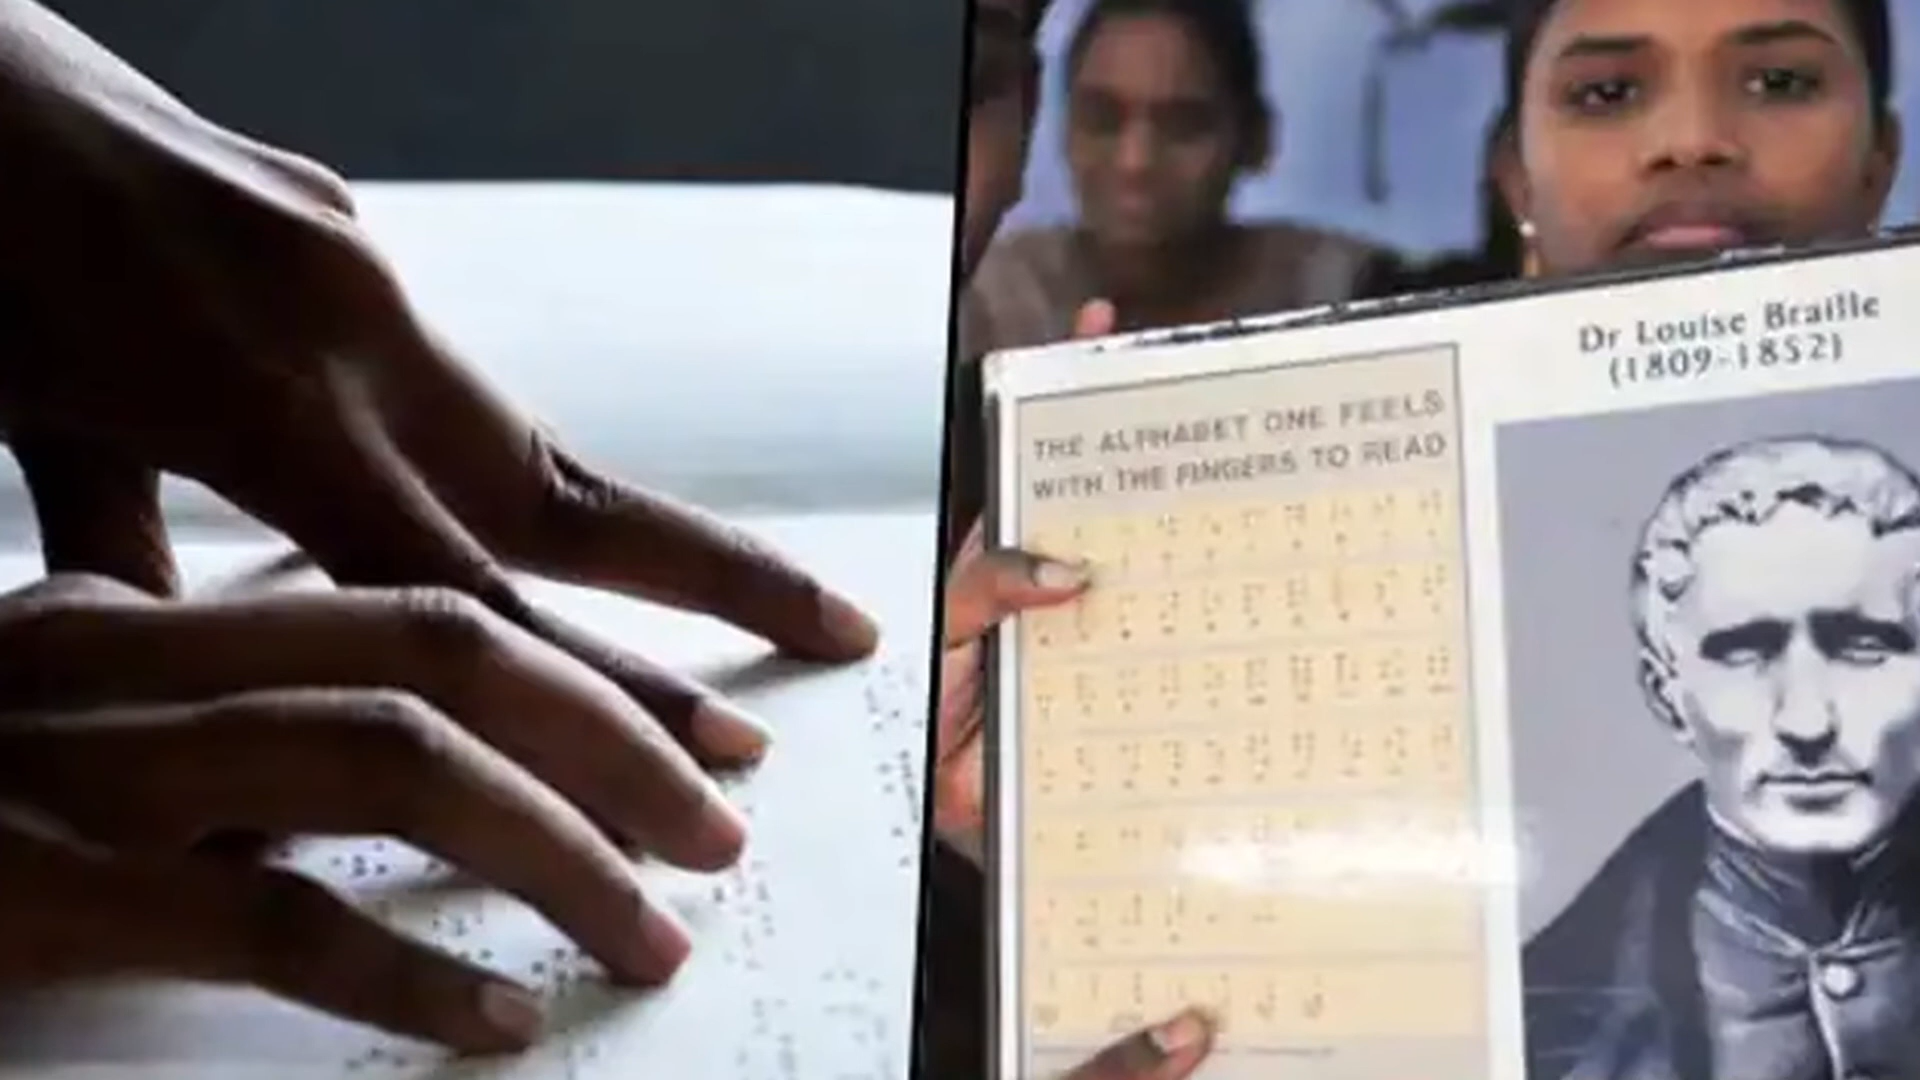 THE ALPHABET ONE FEELS
WITH THE FINGERS TO READ
Dr Louise Braille
(1809-1852)